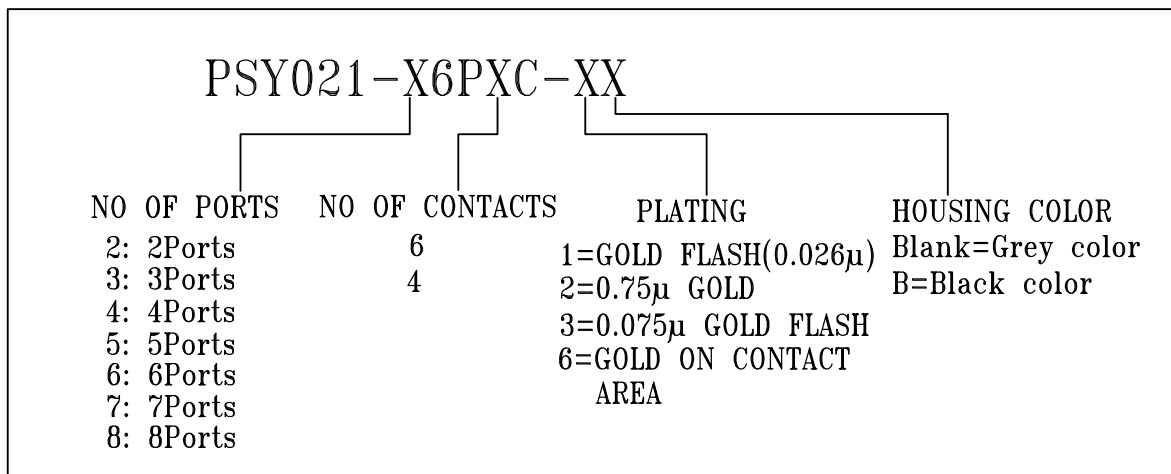 PSY021-X6PXC-XX
NO OF PORTS
2: 2Ports
3: 3Ports
4: 4Ports
5: 5Ports
6: 6Ports
7: 7Ports
8: 8Ports
NO OF CONTACTS
6
4
PLATING
1=GOLD FLASH(0.026µ)
2=0.75µ GOLD
3=0.075µ GOLD FLASH
6=GOLD ON CONTACT
AREA
HOUSING COLOR
Blank=Grey color
B=Black color